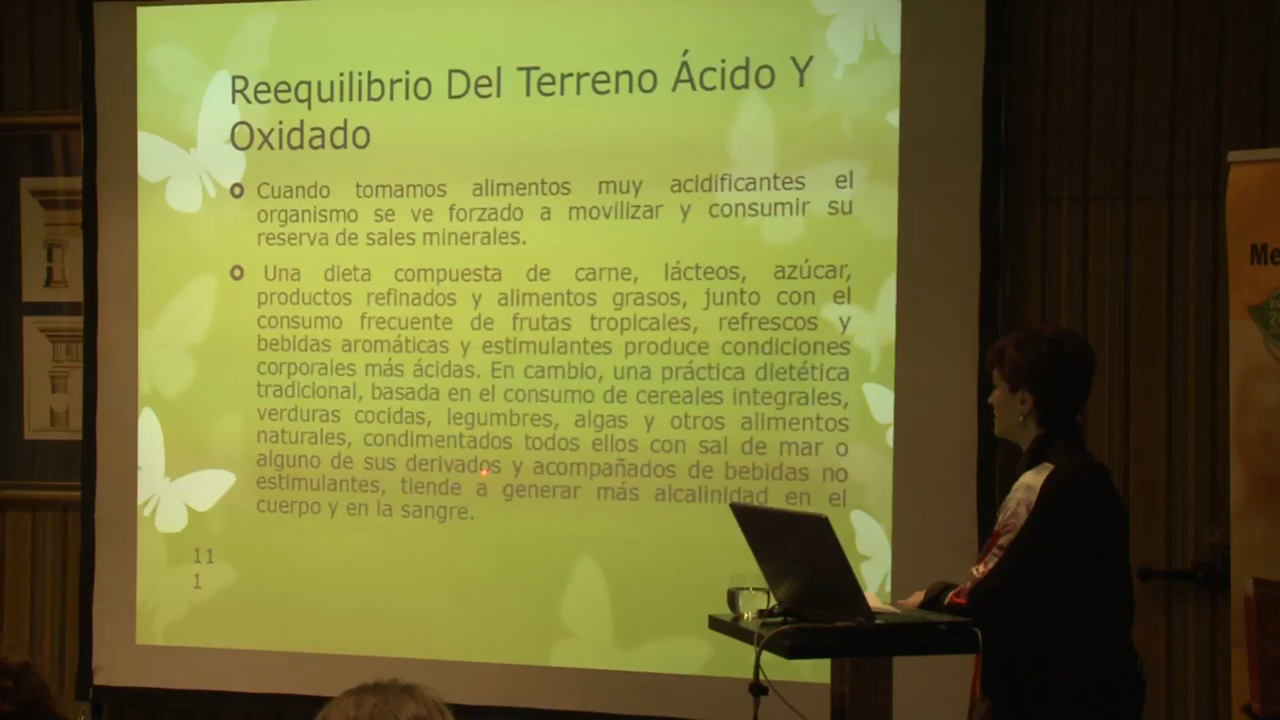 Reequilibrio Del Terreno Ácido Y
Oxidado
Cuando tomamos alimentos muy acidificantes el
organismo se ve forzado a movilizar y consumir su
reserva de sales minerales.
Una dieta compuesta de carne, lácteos, azúcar,
productos refinados y alimentos grasos, junto con el
consumo frecuente de frutas tropicales, refrescos y
bebidas aromáticas y estimulantes produce condiciones
corporales más ácidas. En cambio, una práctica dietética
tradicional, basada en el consumo de cereales integrales,
verduras cocidas, legumbres, algas y otros alimentos
naturales, condimentados todos ellos con sal de mar o
alguno de sus derivados y acompañados de bebidas no
estimulantes, tiende a generar más alcalinidad en el
cuerpo y en la sangre.
11
1
Me